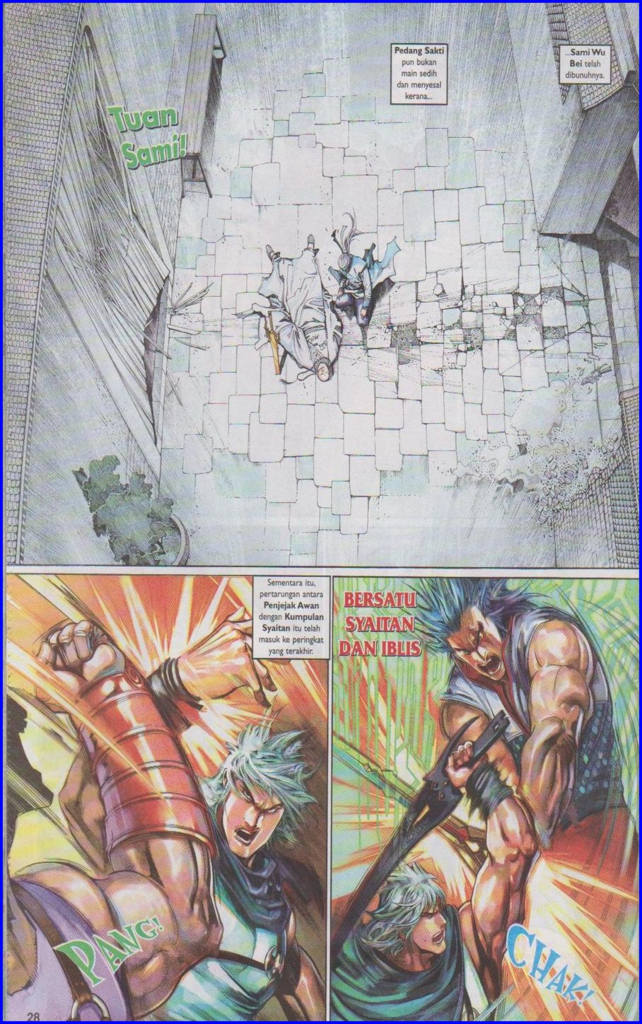 Pedang Sakti
pun bukan
main sedih
dan menyesal
kerana...
...Sami Wu
Bei telah
dibunuhnya.
Tuan
Sami!
Sementara itu,
pertarungan antara
Penjejak Awan
dengan Kumpulan
Syaitan itu telah
masuk ke peringkat
yang terakhir.
PANG!
BERSATU
SYAITAN
DAN IBLIS
CHAK!
28